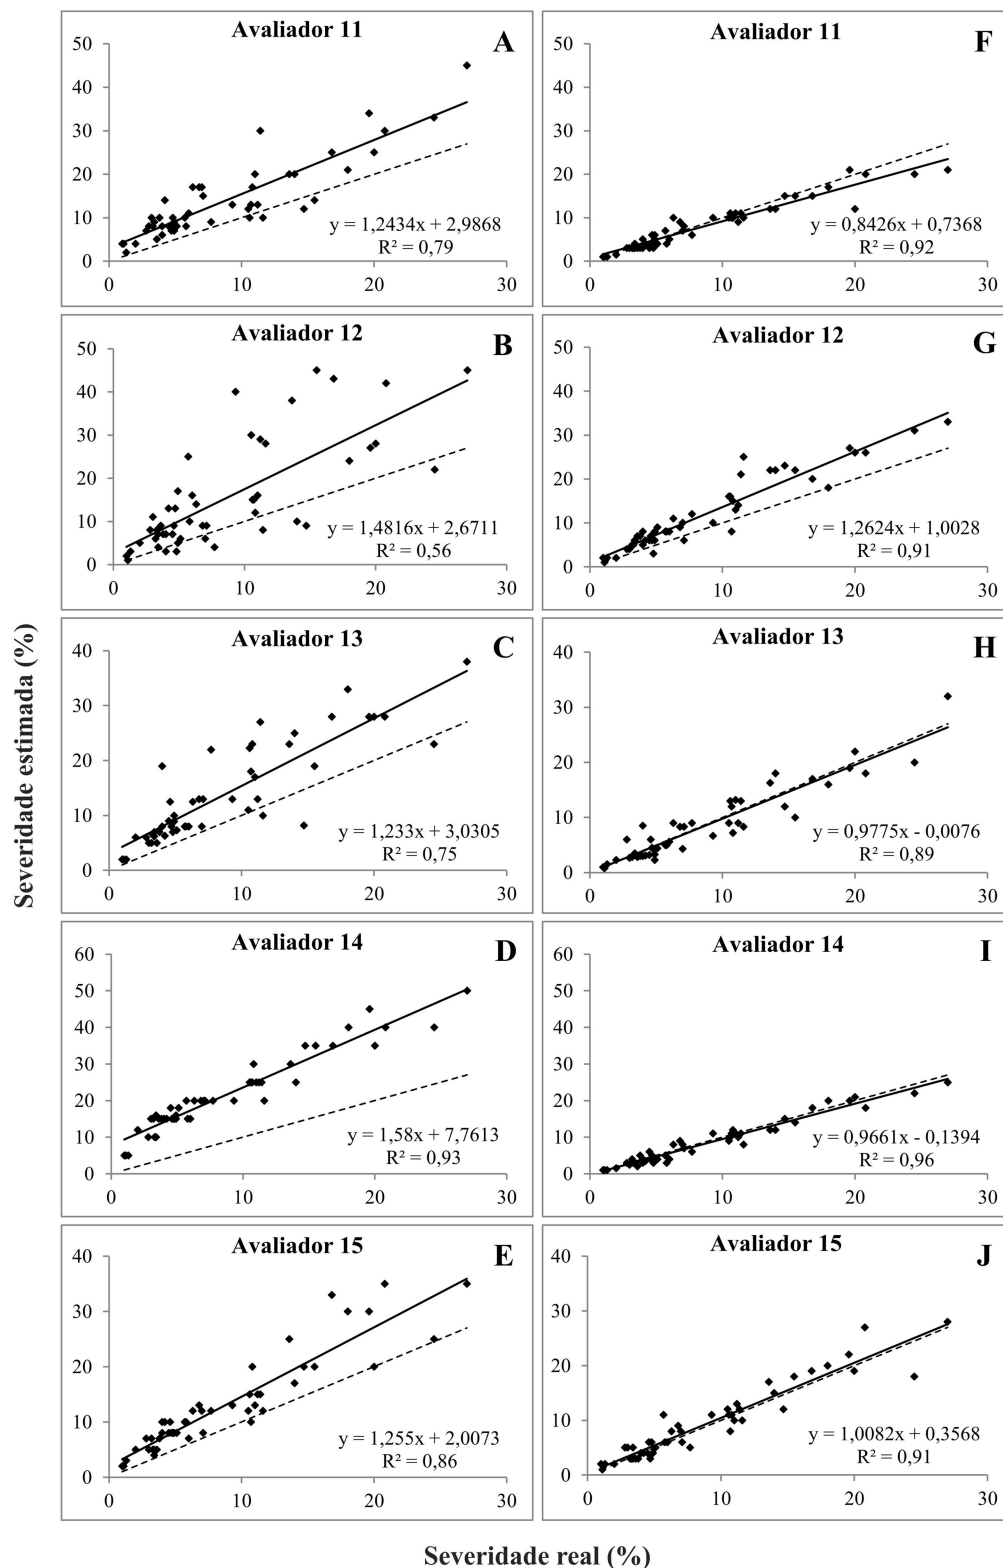 Avaliador 11
A
50
40
30
20
10
0
y = 1,2434x + 2,9868
R² = 0,79
0 10 20 30
Avaliador 11
F
50
40
30
20
10
0
y = 0,8426x + 0,7368
R² = 0,92
0 10 20 30
Avaliador 12
B
50
40
30
20
10
0
y = 1,4816x + 2,6711
R² = 0,56
0 10 20 30
Avaliador 12
G
50
40
30
20
10
0
y = 1,2624x + 1,0028
R² = 0,91
0 10 20 30
Avaliador 13
C
40
30
20
10
0
y = 1,233x + 3,0305
R² = 0,75
0 10 20 30
Avaliador 13
H
40
30
20
10
0
y = 0,9775x - 0,0076
R² = 0,89
0 10 20 30
Avaliador 14
D
60
50
40
30
20
10
0
y = 1,58x + 7,7613
R² = 0,93
0 10 20 30
Avaliador 14
I
60
50
40
30
20
10
0
y = 0,9661x - 0,1394
R² = 0,96
0 10 20 30
Avaliador 15
E
40
30
20
10
0
y = 1,255x + 2,0073
R² = 0,86
0 10 20 30
Avaliador 15
J
40
30
20
10
0
y = 1,0082x + 0,3568
R² = 0,91
0 10 20 30
Severidade estimada (%)
Severidade real (%)